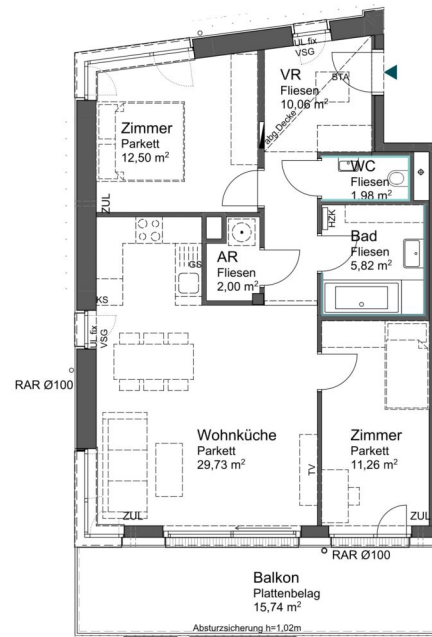 UL fix
VSG
VR
Fliesen
10,06 m²
STA
abg.Decke
Zimmer
Parkett
12,50 m²
ZUL
WC
Fliesen
1,98 m²
HZK
Bad
Fliesen
5,82 m²
AR
Fliesen
2,00 m²
GS
KS
UL fix
VSG
RAR Ø100
Wohnküche
Parkett
29,73 m²
TV
Zimmer
Parkett
11,26 m²
ZUL
ZUL
RAR Ø100
Balkon
Plattenbelag
15,74 m²
Absturzsicherung h=1,02m